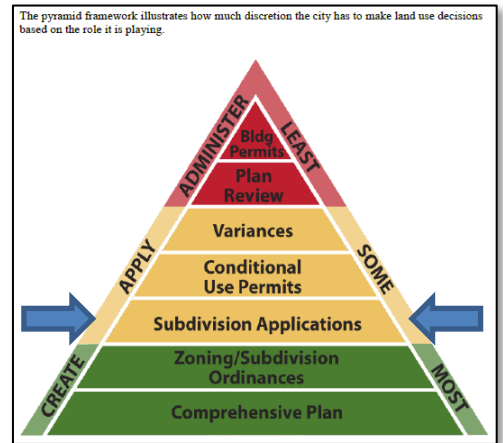 The pyramid framework illustrates how much discretion the city has to make land use decisions
based on the role it is playing.
ADMINISTER
LEAST
Bldg
Permits
Plan
Review
APPLY
SOME
Variances
Conditional
Use Permits
Subdivision Applications
CREATE
MOST
Zoning/Subdivision
Ordinances
Comprehensive Plan